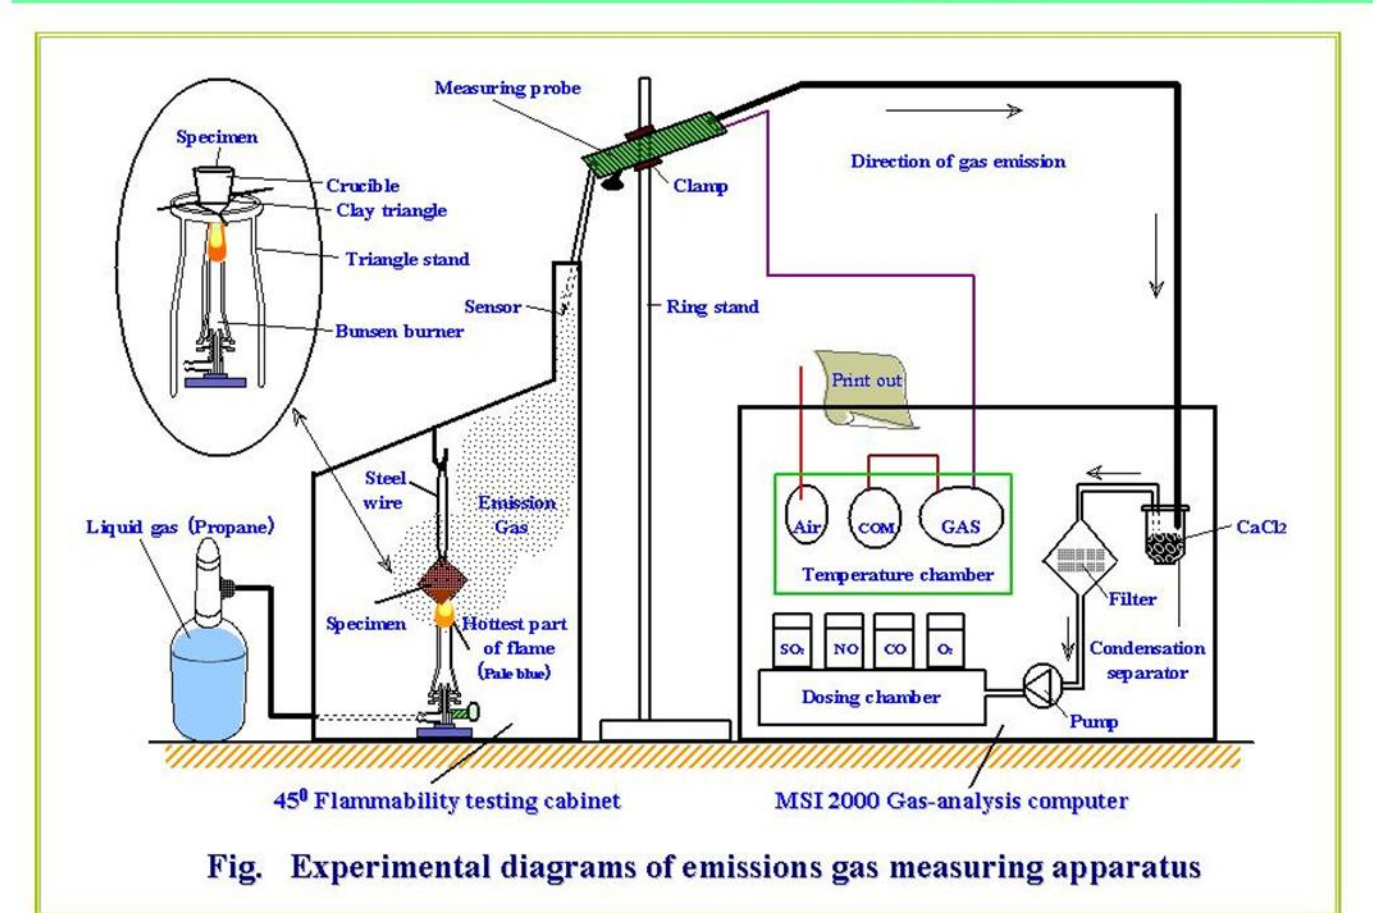 Measuring probe
Specimen
Crucible
Clay triangle
Triangle stand
Bunsen burner
Clamp
Direction of gas emission
Sensor
Ring stand
Print out
Steel
wire
Emission
Gas
Liquid gas (Propane)
Air
COM
GAS
Temperature chamber
CaCl2
Filter
Specimen
Hottest part
of flame
(Pale blue)
SO₂
NO
CO
O₂
Condensation
separator
Dosing chamber
Pump
45⁰ Flammability testing cabinet
MSI 2000 Gas-analysis computer
Fig. Experimental diagrams of emissions gas measuring apparatus